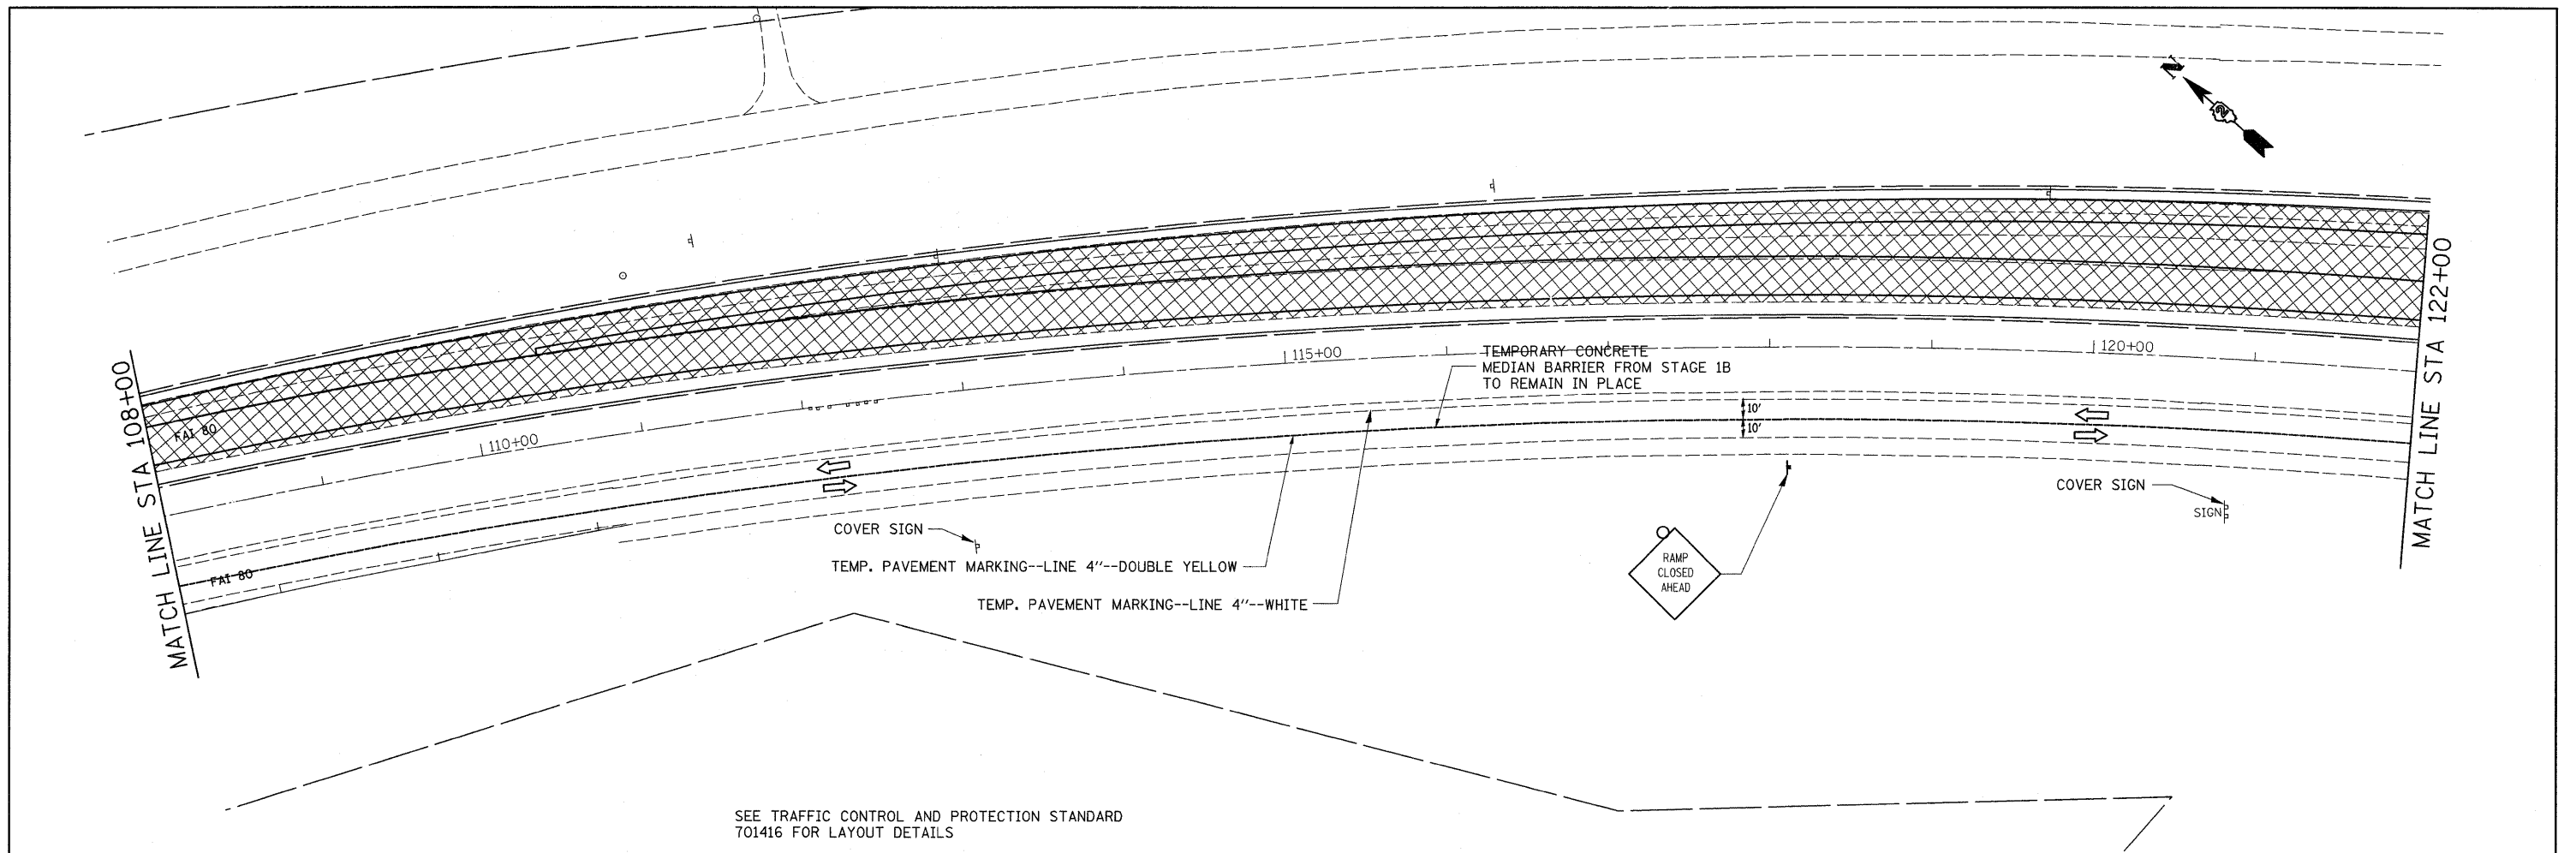 N
2
MATCH LINE STA 108+00
FAI 80
FAI 80
110+00
115+00
120+00
TEMPORARY CONCRETE
MEDIAN BARRIER FROM STAGE 1B
TO REMAIN IN PLACE
10'
10'
COVER SIGN
TEMP. PAVEMENT MARKING--LINE 4"--DOUBLE YELLOW
TEMP. PAVEMENT MARKING--LINE 4"--WHITE
RAMP
CLOSED
AHEAD
COVER SIGN
SIGN
MATCH LINE STA 122+00
SEE TRAFFIC CONTROL AND PROTECTION STANDARD
701416 FOR LAYOUT DETAILS